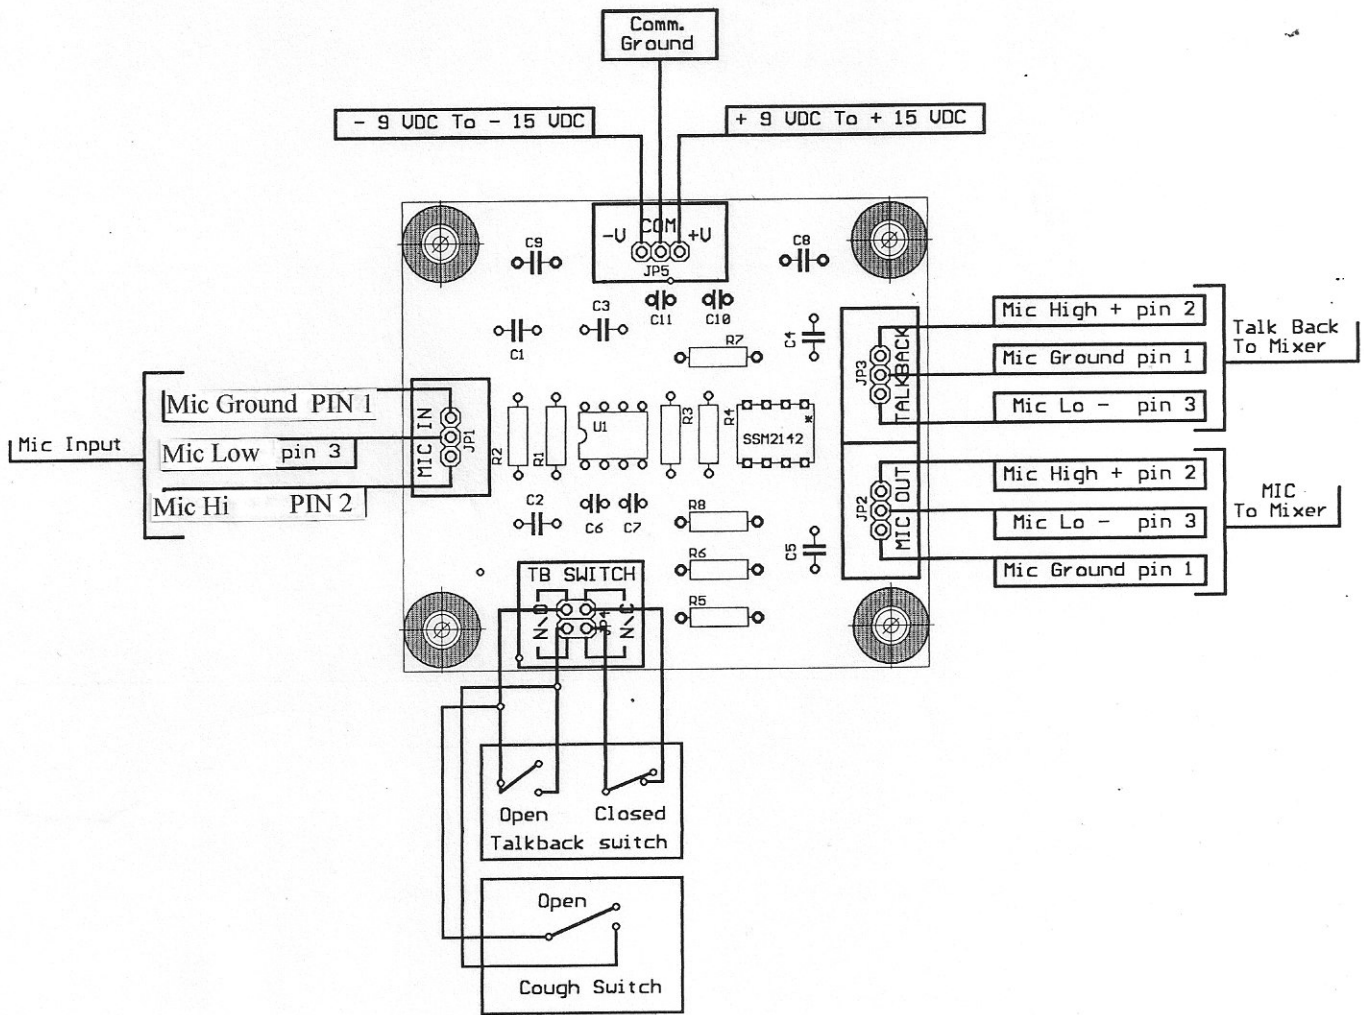 Comm.
Ground
- 9 VDC To - 15 VDC
+ 9 VDC To + 15 VDC
COM
-V
+V
JP5
C9
C8
C11
C10
C3
C1
R7
C4
Mic High + pin 2
Mic Ground pin 1
Mic Lo - pin 3
Talk Back
To Mixer
JP3
TALKBACK
Mic Ground PIN 1
Mic Low pin 3
Mic Hi PIN 2
Mic Input
MIC IN
JP1
R2
R1
U1
R3
R4
SSM2142
*
Mic High + pin 2
Mic Lo - pin 3
Mic Ground pin 1
MIC
To Mixer
JP2
MIC OUT
C2
C6
C7
R8
R6
R5
C5
TB SWITCH
N\O
N\C
Open
Closed
Talkback switch
Open
Cough Switch